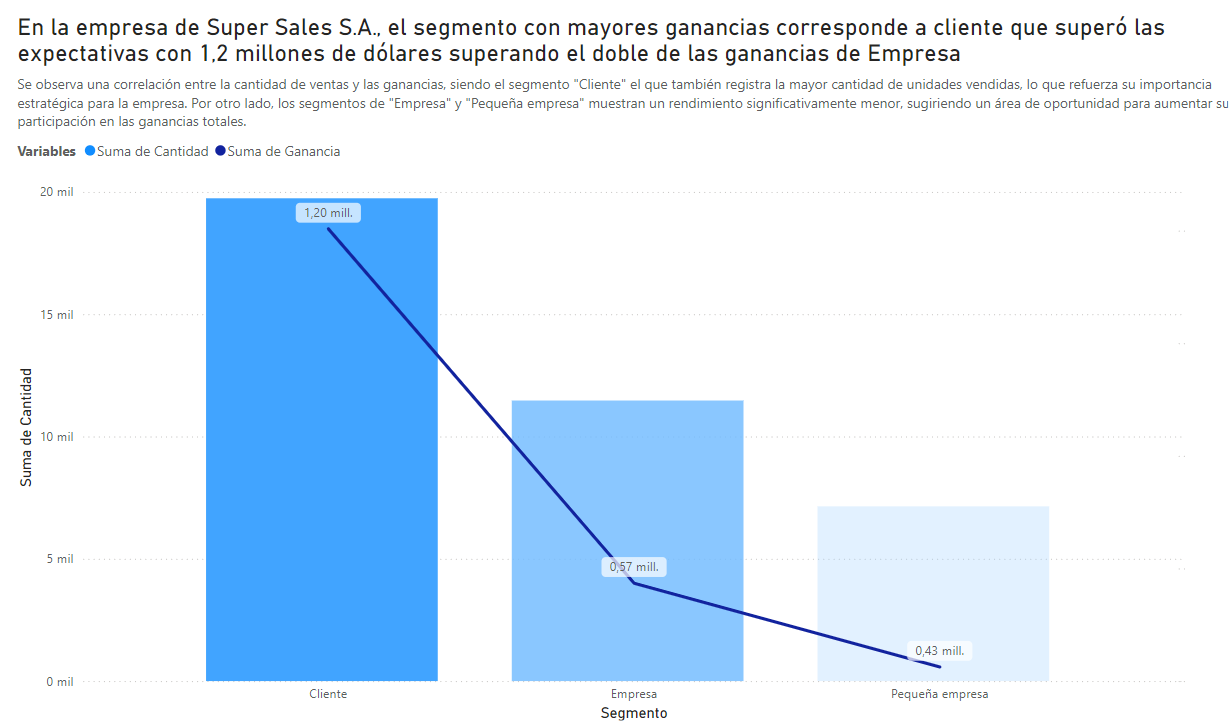 En la empresa de Super Sales S.A., el segmento con mayores ganancias corresponde a cliente que superó las
expectativas con 1,2 millones de dólares superando el doble de las ganancias de Empresa
Se observa una correlación entre la cantidad de ventas y las ganancias, siendo el segmento "Cliente" el que también registra la mayor cantidad de unidades vendidas, lo que refuerza su importancia
estratégica para la empresa. Por otro lado, los segmentos de "Empresa" y "Pequeña empresa" muestran un rendimiento significativamente menor, sugiriendo un área de oportunidad para aumentar su
participación en las ganancias totales.
Variables Suma de Cantidad Suma de Ganancia
20 mil
1,20 mill.
15 mil
Suma de Cantidad
10 mil
5 mil
0,57 mill.
0,43 mill.
0 mil
Cliente Empresa Pequeña empresa
Segmento